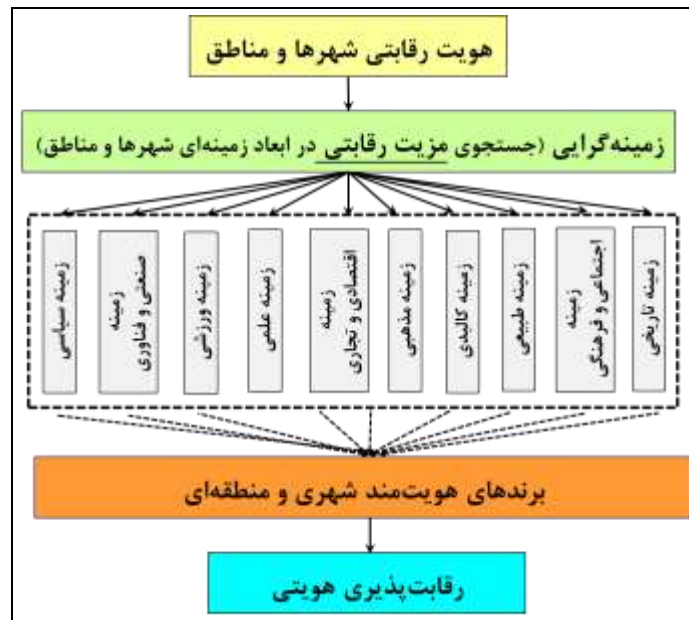 هویت رقابتی شهرها و مناطق
زمینه‌گرایی (جستجوی مزیت رقابتی در ابعاد زمینه‌ای شهرها و مناطق)
زمینه تاریخی
زمینه
اجتماعی و فرهنگی
زمینه طبیعی
زمینه کالبدی
زمینه مذهبی
زمینه
اقتصادی و تجاری
زمینه علمی
زمینه ورزشی
زمینه
صنعتی و فناوری
زمینه سیاسی
برندهای هویت‌مند شهری و منطقه‌ای
رقابت‌پذیری هویتی